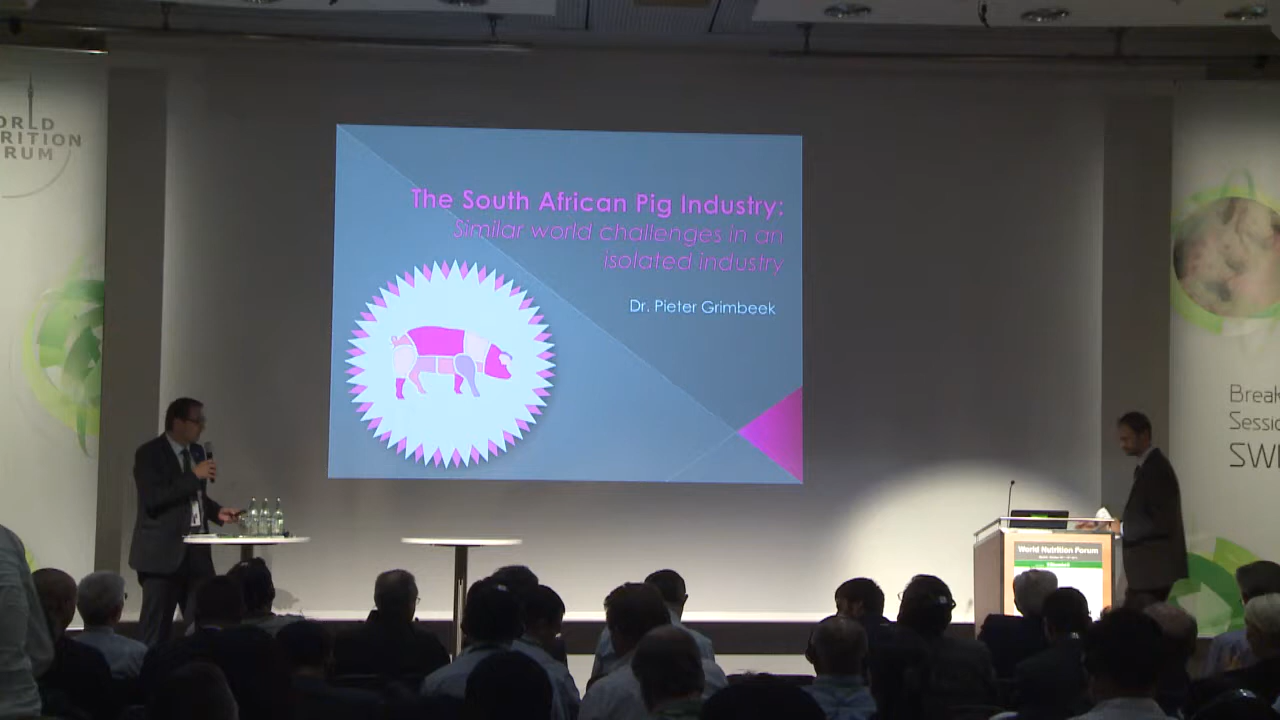 ORLD
RITION
RUM
The South African Pig Industry:
Similar world challenges in an
isolated industry
Dr. Pieter Grimbeek
Break
Sessio
SWI
World Nutrition Forum